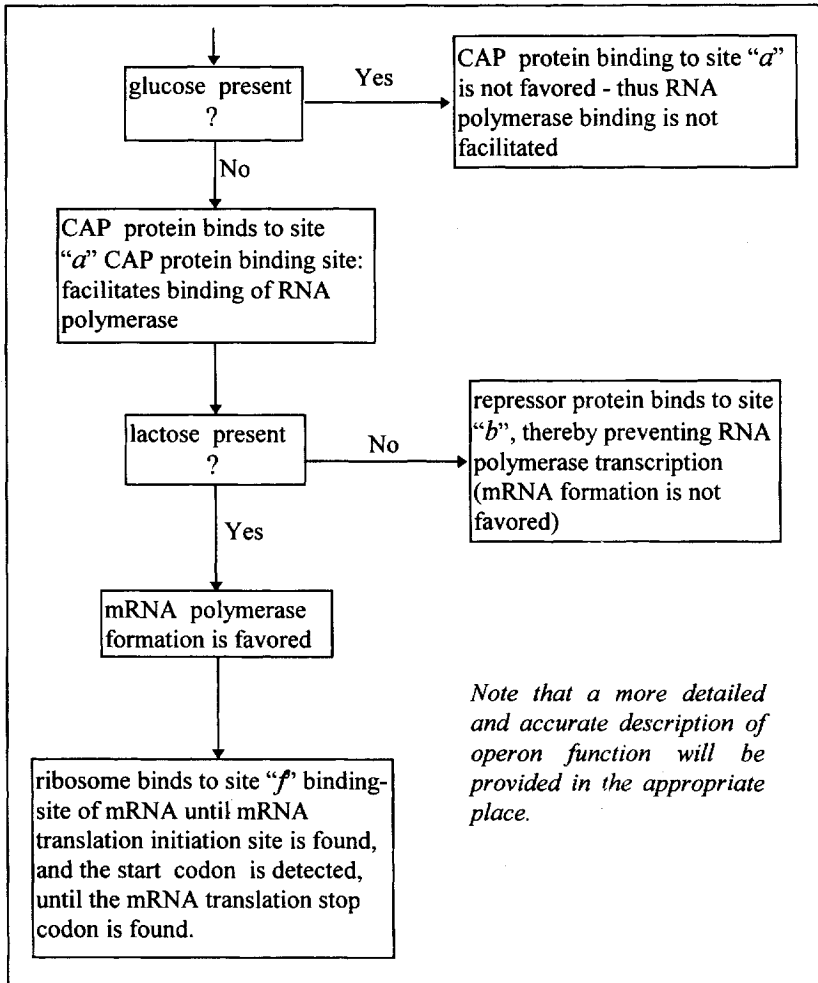 glucose present
?
Yes
CAP protein binding to site “a”
is not favored - thus RNA
polymerase binding is not
facilitated
No
CAP protein binds to site
“a” CAP protein binding site:
facilitates binding of RNA
polymerase
lactose present
?
No
repressor protein binds to site
“b”, thereby preventing RNA
polymerase transcription
(mRNA formation is not
favored)
Yes
mRNA polymerase
formation is favored
Note that a more detailed
and accurate description of
operon function will be
provided in the appropriate
place.
ribosome binds to site “f” binding-
site of mRNA until mRNA
translation initiation site is found,
and the start codon is detected,
until the mRNA translation stop
codon is found.